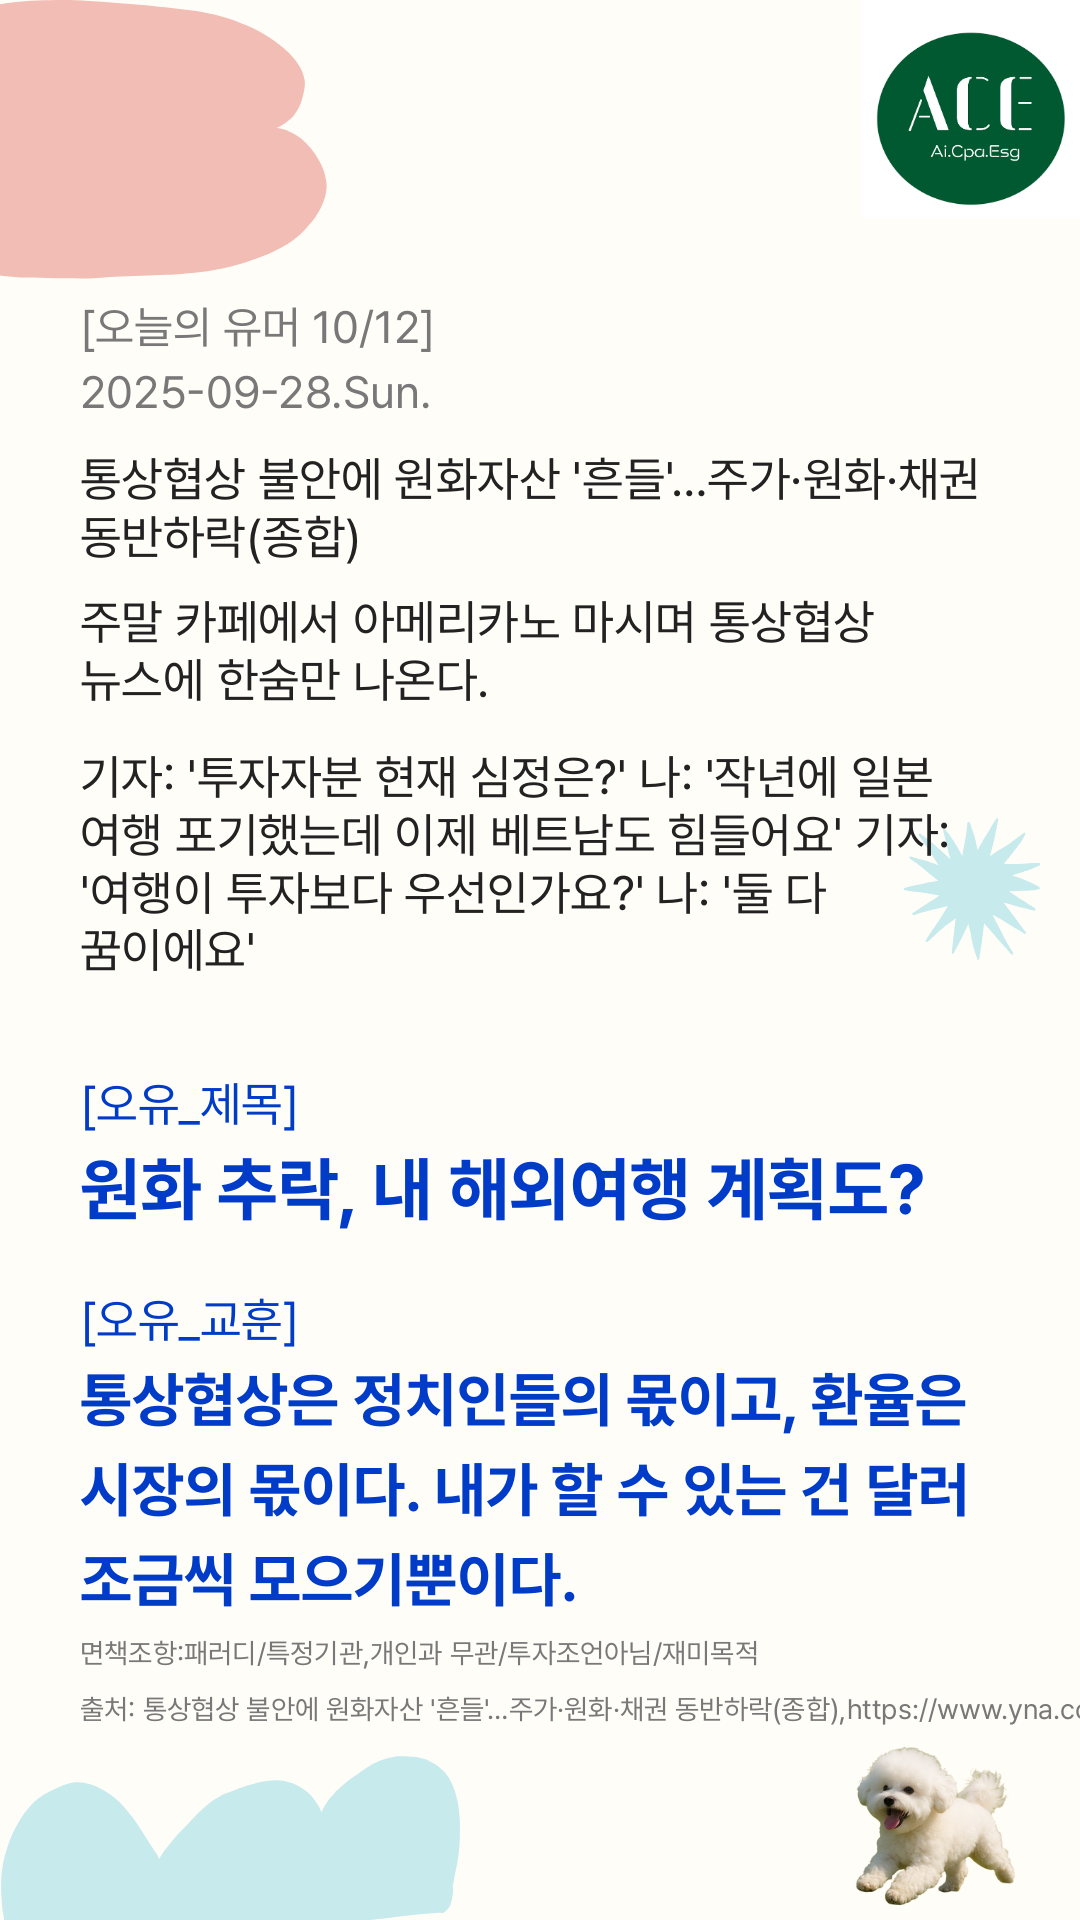 ACE
Ai.Cpa.Esg
[오늘의 유머 10/12]
2025-09-28.Sun.
통상협상 불안에 원화자산 '흔들'…주가·원화·채권
동반하락(종합)
주말 카페에서 아메리카노 마시며 통상협상
뉴스에 한숨만 나온다.
기자: '투자자분 현재 심정은?' 나: '작년에 일본
여행 포기했는데 이제 베트남도 힘들어요' 기자:
'여행이 투자보다 우선인가요?' 나: '둘 다
꿈이에요'
[오유_제목]
원화 추락, 내 해외여행 계획도?
[오유_교훈]
통상협상은 정치인들의 몫이고, 환율은
시장의 몫이다. 내가 할 수 있는 건 달러
조금씩 모으기뿐이다.
면책조항:패러디/특정기관,개인과 무관/투자조언아님/재미목적
출처: 통상협상 불안에 원화자산 '흔들'…주가·원화·채권 동반하락(종합),https://www.yna.co